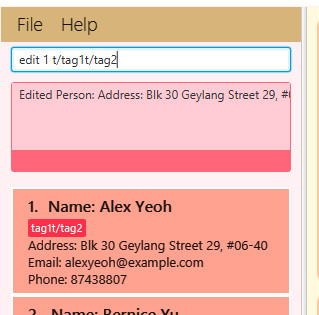 File Help
edit 1 t/tag1t/tag2
Edited Person: Address: Blk 30 Geylang Street 29, #0
1. Name: Alex Yeoh
tag1t/tag2
Address: Blk 30 Geylang Street 29, #06-40
Email: alexyeoh@example.com
Phone: 87438807
2. Name: Bernice Yu